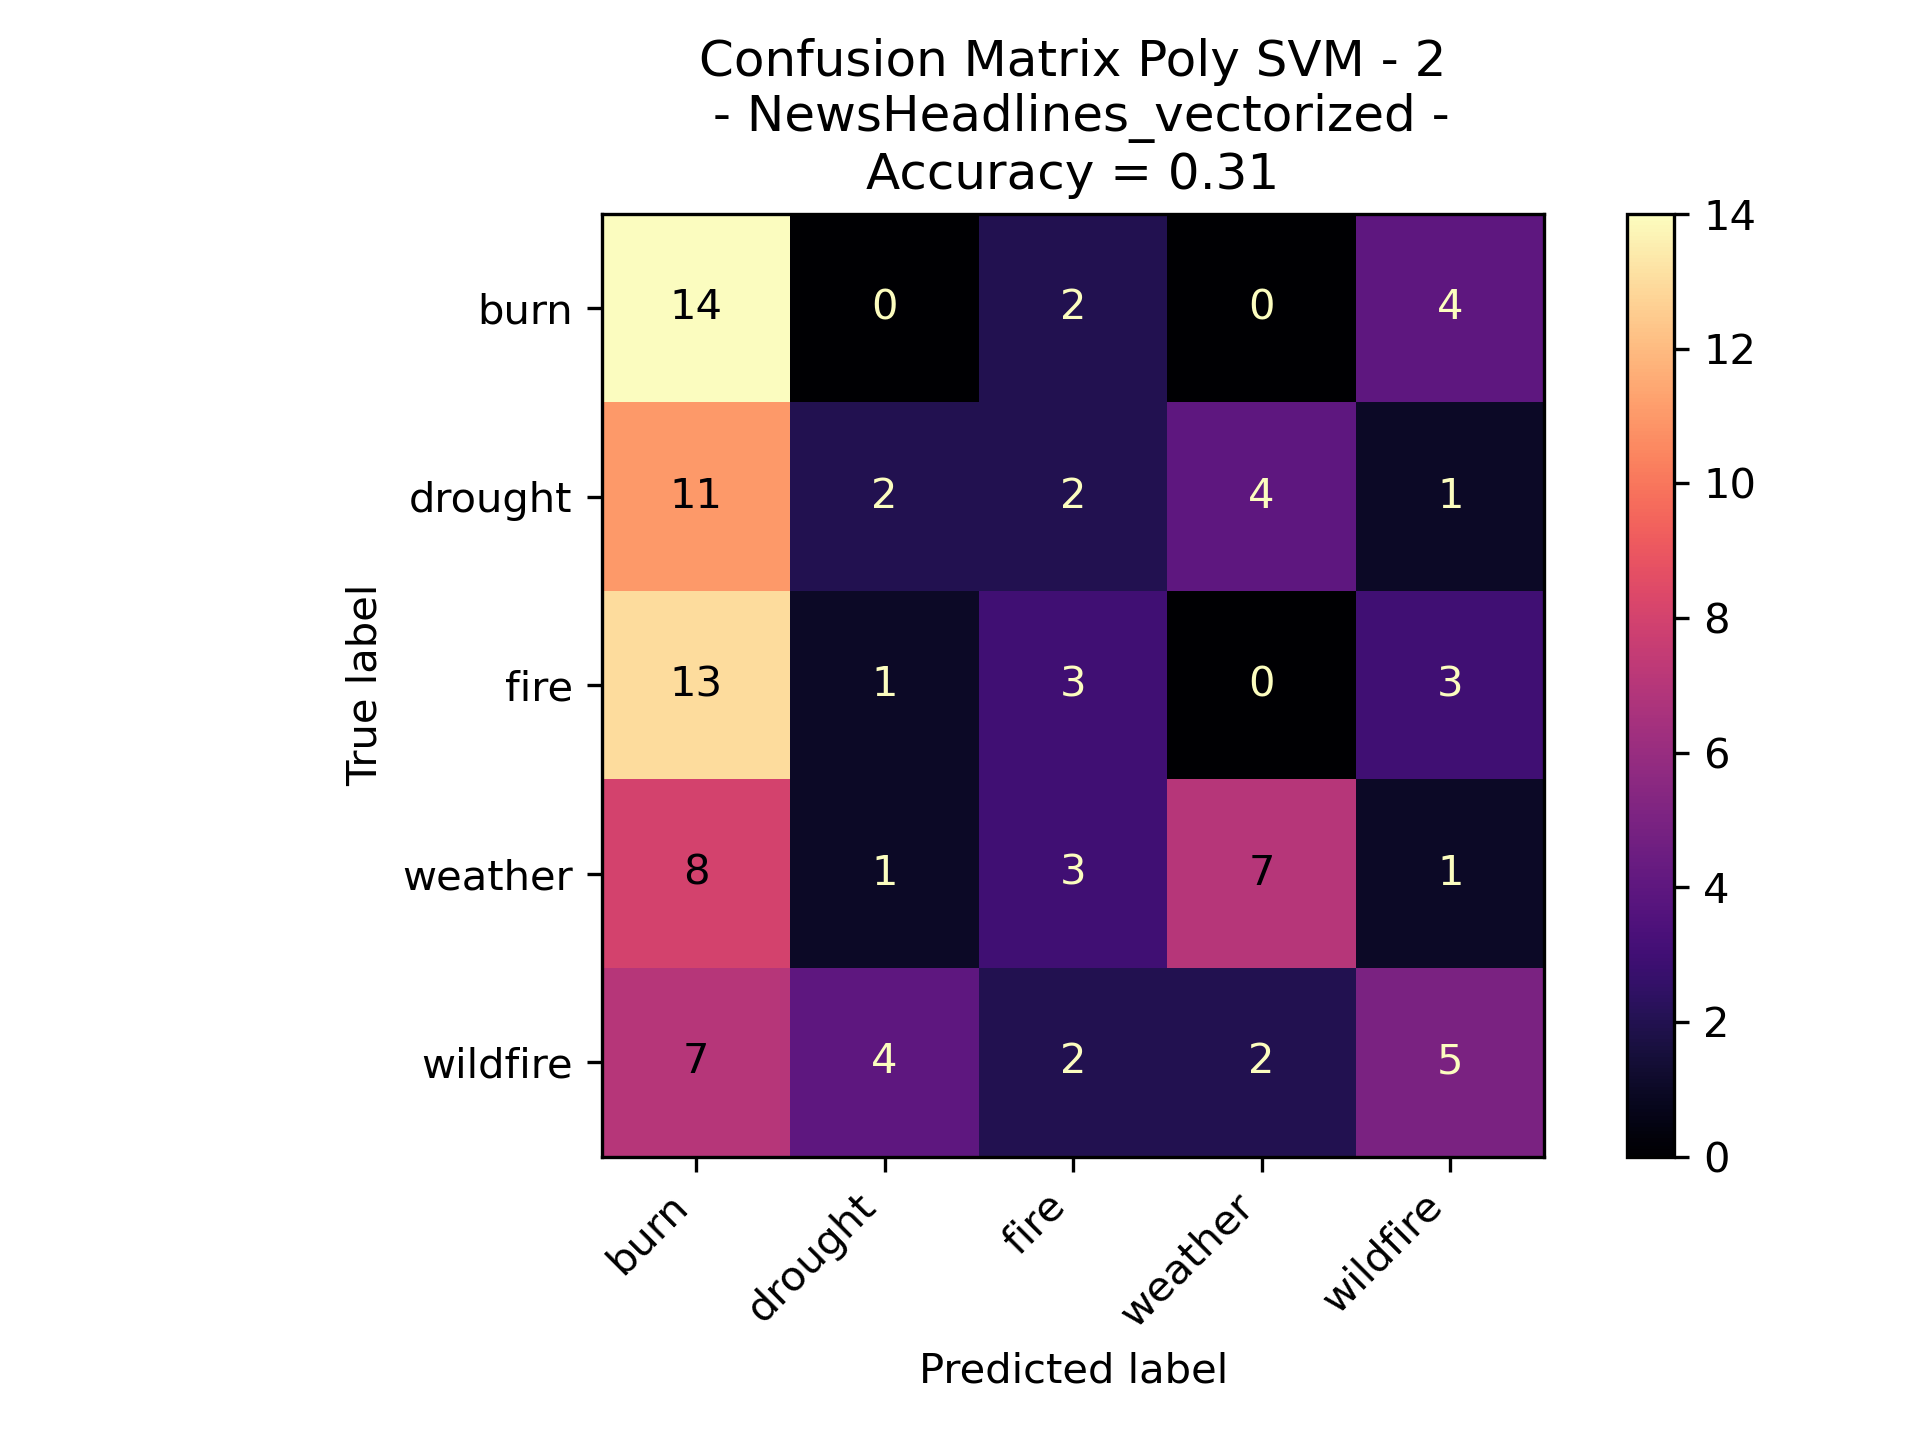 Confusion Matrix Poly SVM - 2
- NewsHeadlines_vectorized -
Accuracy = 0.31
True label
burn 14 0 2 0 4
drought 11 2 2 4 1
fire 13 1 3 0 3
weather 8 1 3 7 1
wildfire 7 4 2 2 5
burn drought fire weather wildfire
Predicted label
14
12
10
8
6
4
2
0